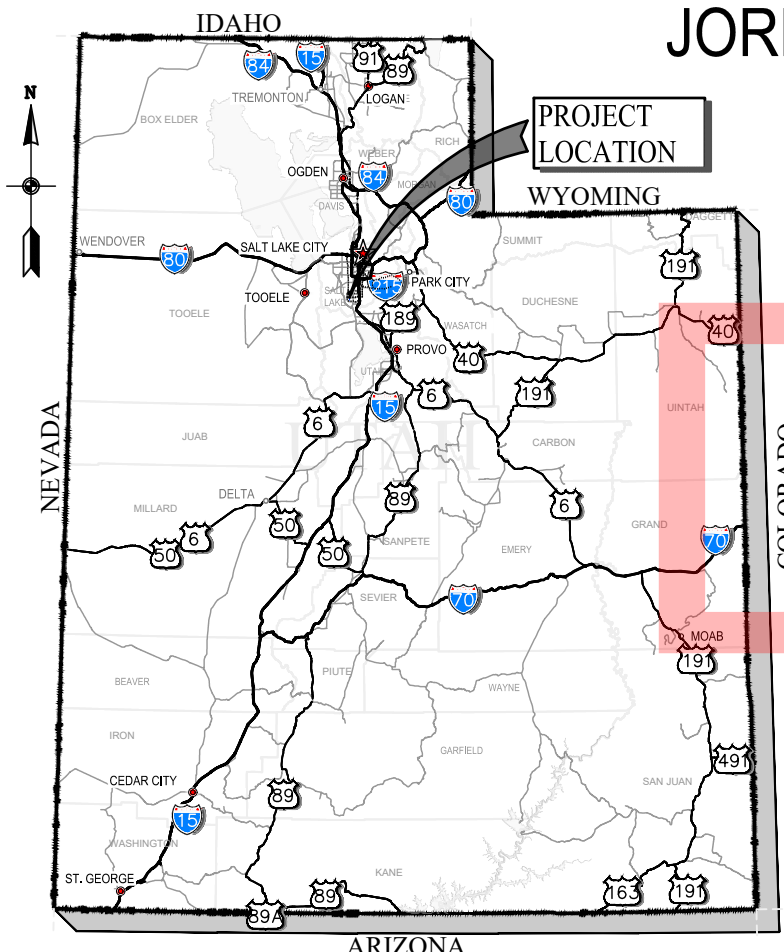 JOR
IDAHO
84
15
91
89
TREMONTON
LOGAN
N
BOX ELDER
PROJECT
LOCATION
RICH
WEBER
OGDEN
84
MORGAN
80
WYOMING
DAVIS
DAGGETT
WENDOVER
SALT LAKE CITY
SUMMIT
80
191
215
PARK CITY
SALT
LAKE
TOOELE
DUCHESNE
TOOELE
189
WASATCH
40
PROVO
40
UTAH
191
6
15
UINTAH
6
NEVADA
JUAB
UTAH
CARBON
COLORADO
DELTA
89
6
MILLARD
50
GRAND
6
50
50
SANPETE
EMERY
70
SEVIER
70
MOAB
191
PIUTE
BEAVER
WAYNE
IRON
GARFIELD
491
CEDAR CITY
SAN JUAN
89
15
WASHINGTON
KANE
ST. GEORGE
89
163
191
89A
ARIZONA